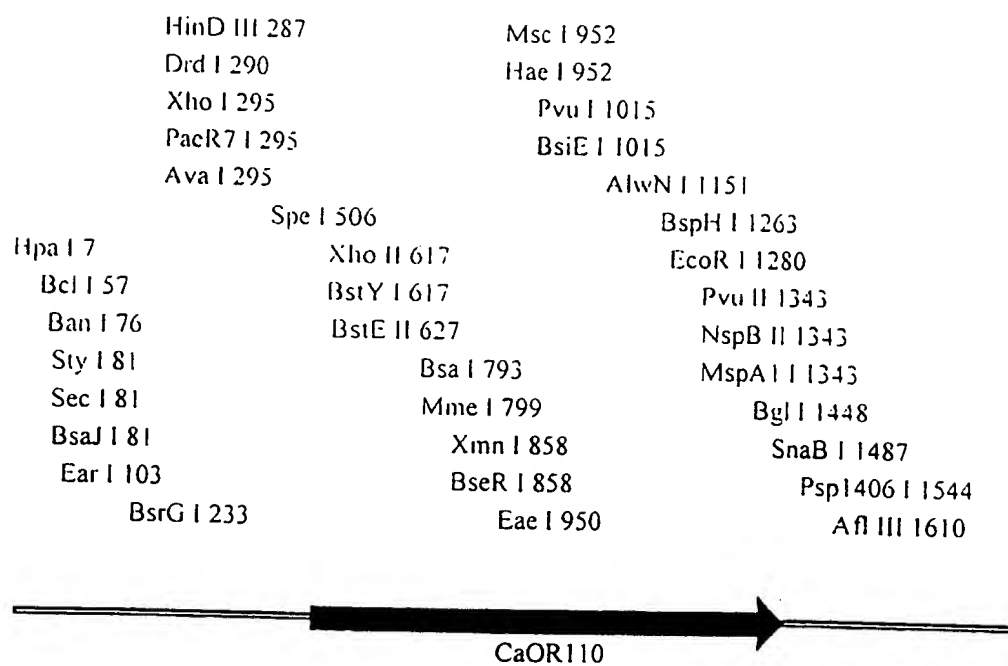 HinD III 287
Drd I 290
Xho I 295
PaeR7 I 295
Ava I 295
Spe I 506
Hpa I 7
Bcl I 57
Ban I 76
Sty I 81
Sec I 81
BsaJ I 81
Ear I 103
BsrG I 233
Xho II 617
BstY I 617
BstE II 627
Bsa I 793
Mme I 799
Xmn I 858
BseR I 858
Eae I 950
Msc I 952
Hae I 952
Pvu I 1015
BsiE I 1015
AlwN I 1151
BspH I 1263
EcoR I 1280
Pvu II 1343
NspB II 1343
MspA1 I 1343
Bgl I 1448
SnaB I 1487
Psp1406 I 1544
Afl III 1610
CaOR110